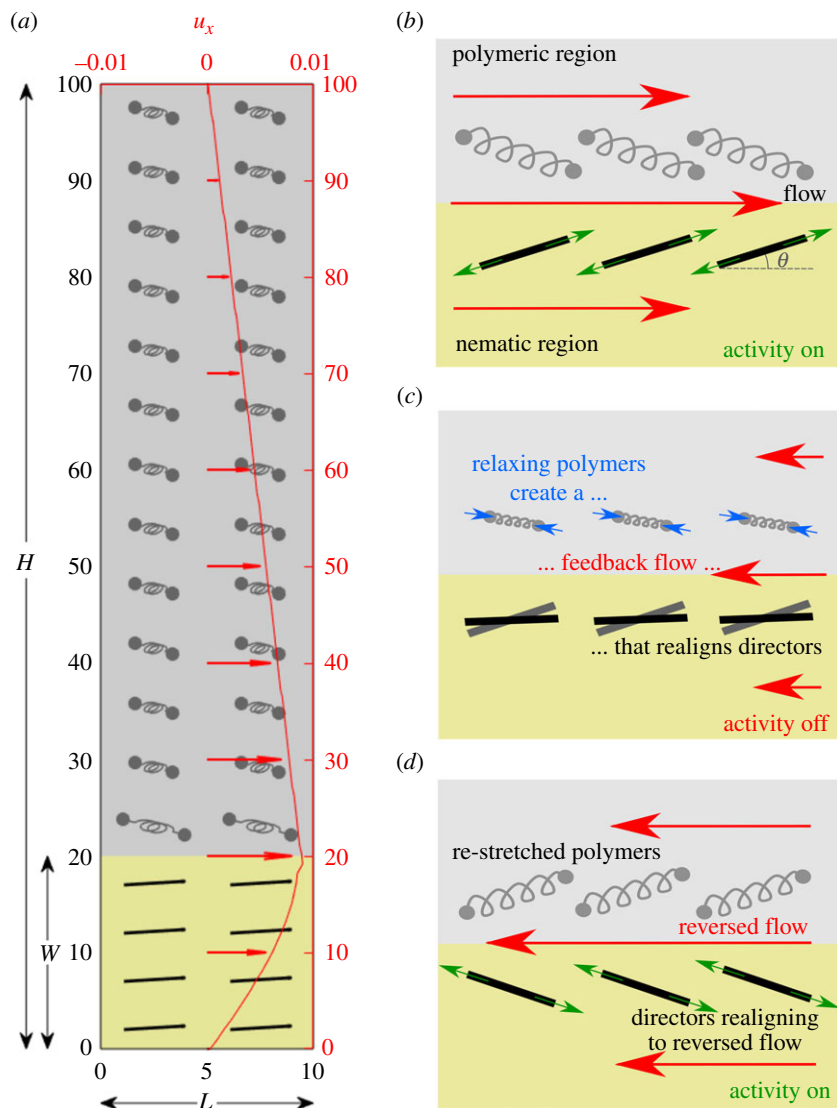 (a)
u_x
−0.01 0 0.01
100 100
90 90
80 80
70 70
60 60
H
50 50
40 40
30 30
20 20
W
10 10
0 0
0 5 10
L
(b)
polymeric region
flow
θ
nematic region
activity on
(c)
relaxing polymers
create a ...
... feedback flow ...
... that realigns directors
activity off
(d)
re-stretched polymers
reversed flow
directors realigning
to reversed flow
activity on